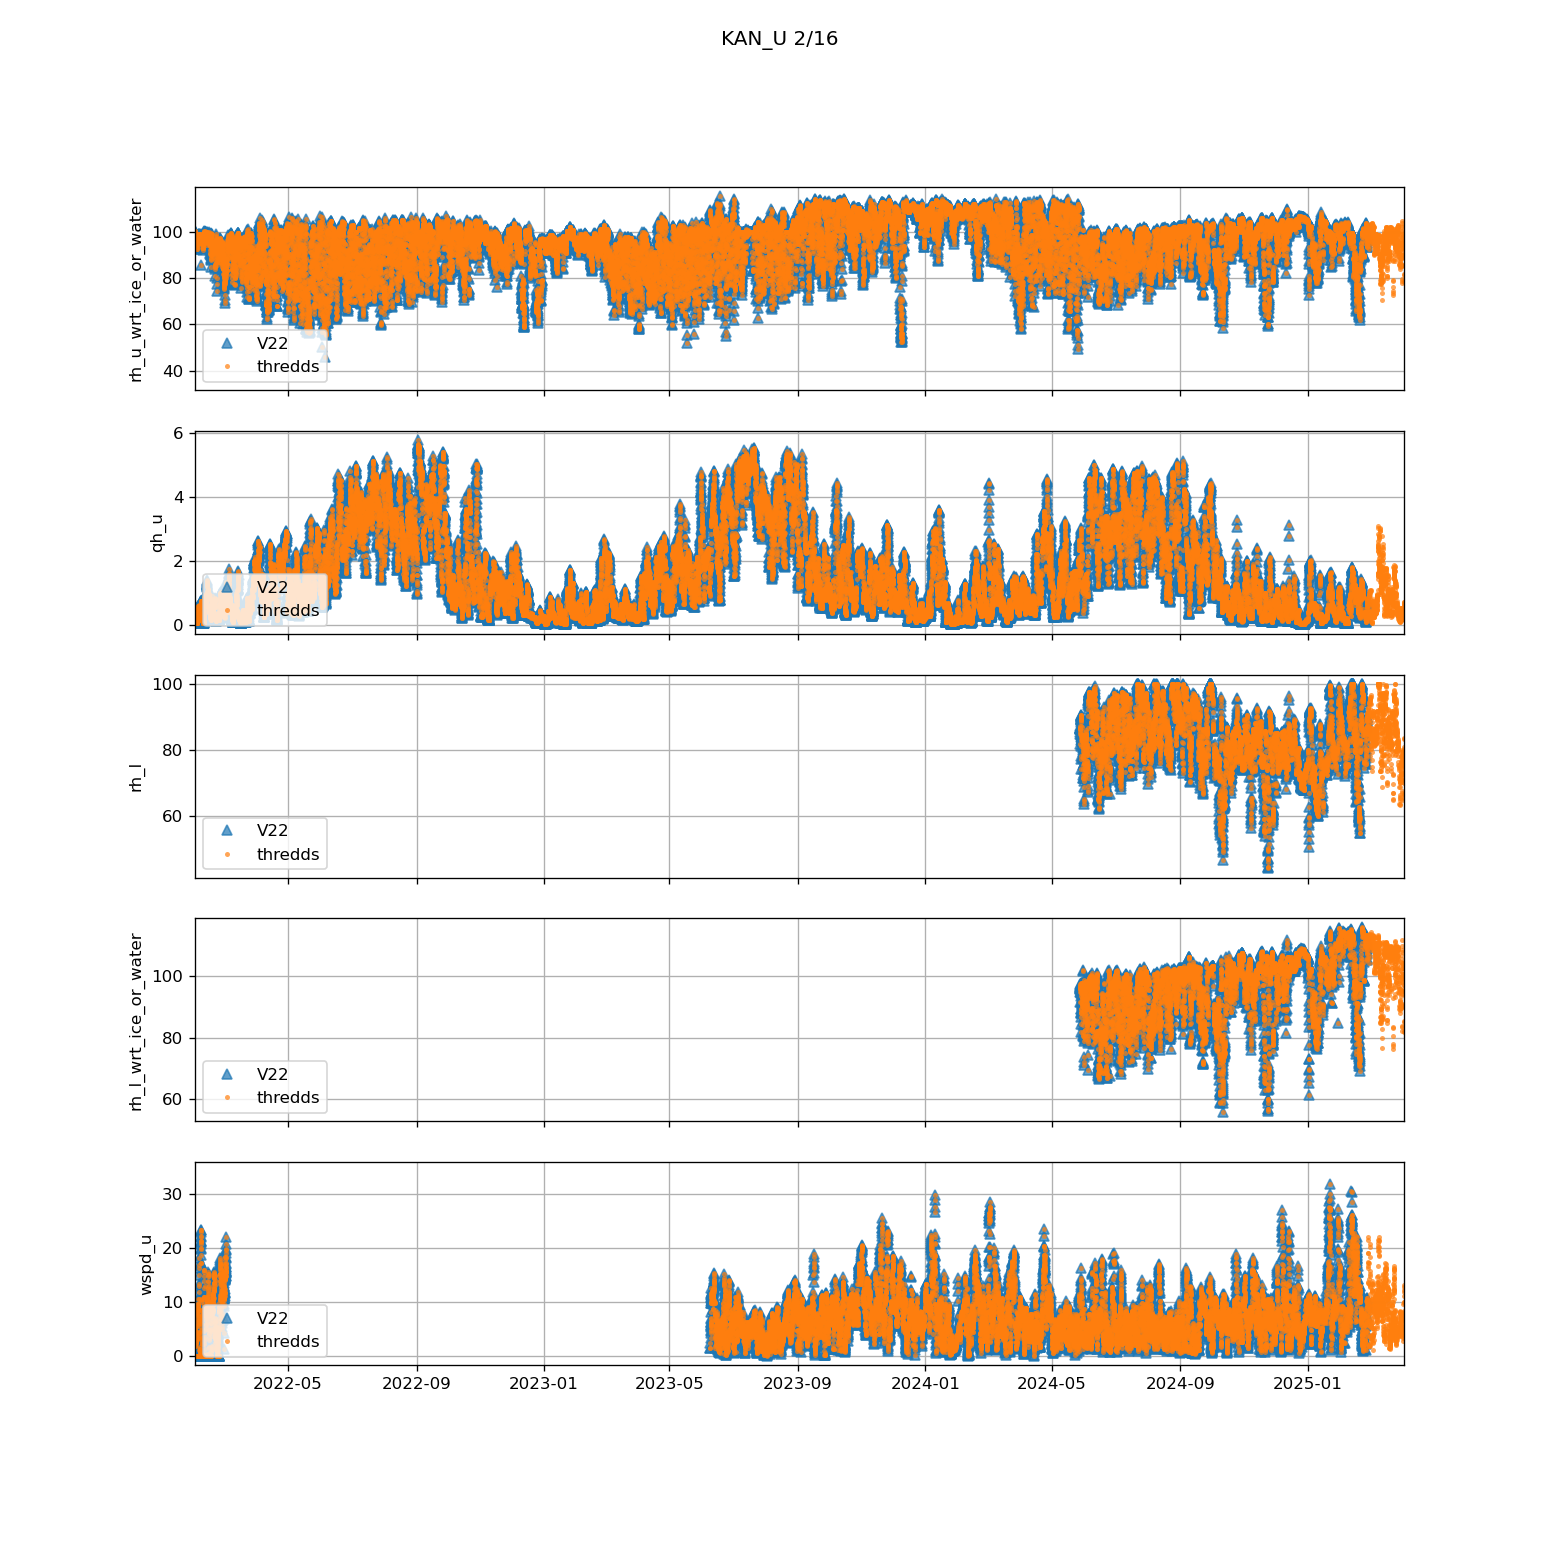 KAN_U 2/16
rh_u_wrt_ice_or_water
100
80
60
40
V22
thredds
qh_u
6
4
2
0
V22
thredds
rh_l
100
80
60
V22
thredds
rh_l_wrt_ice_or_water
100
80
60
V22
thredds
wspd_u
30
20
10
0
V22
thredds
2022-05 2022-09 2023-01 2023-05 2023-09 2024-01 2024-05 2024-09 2025-01